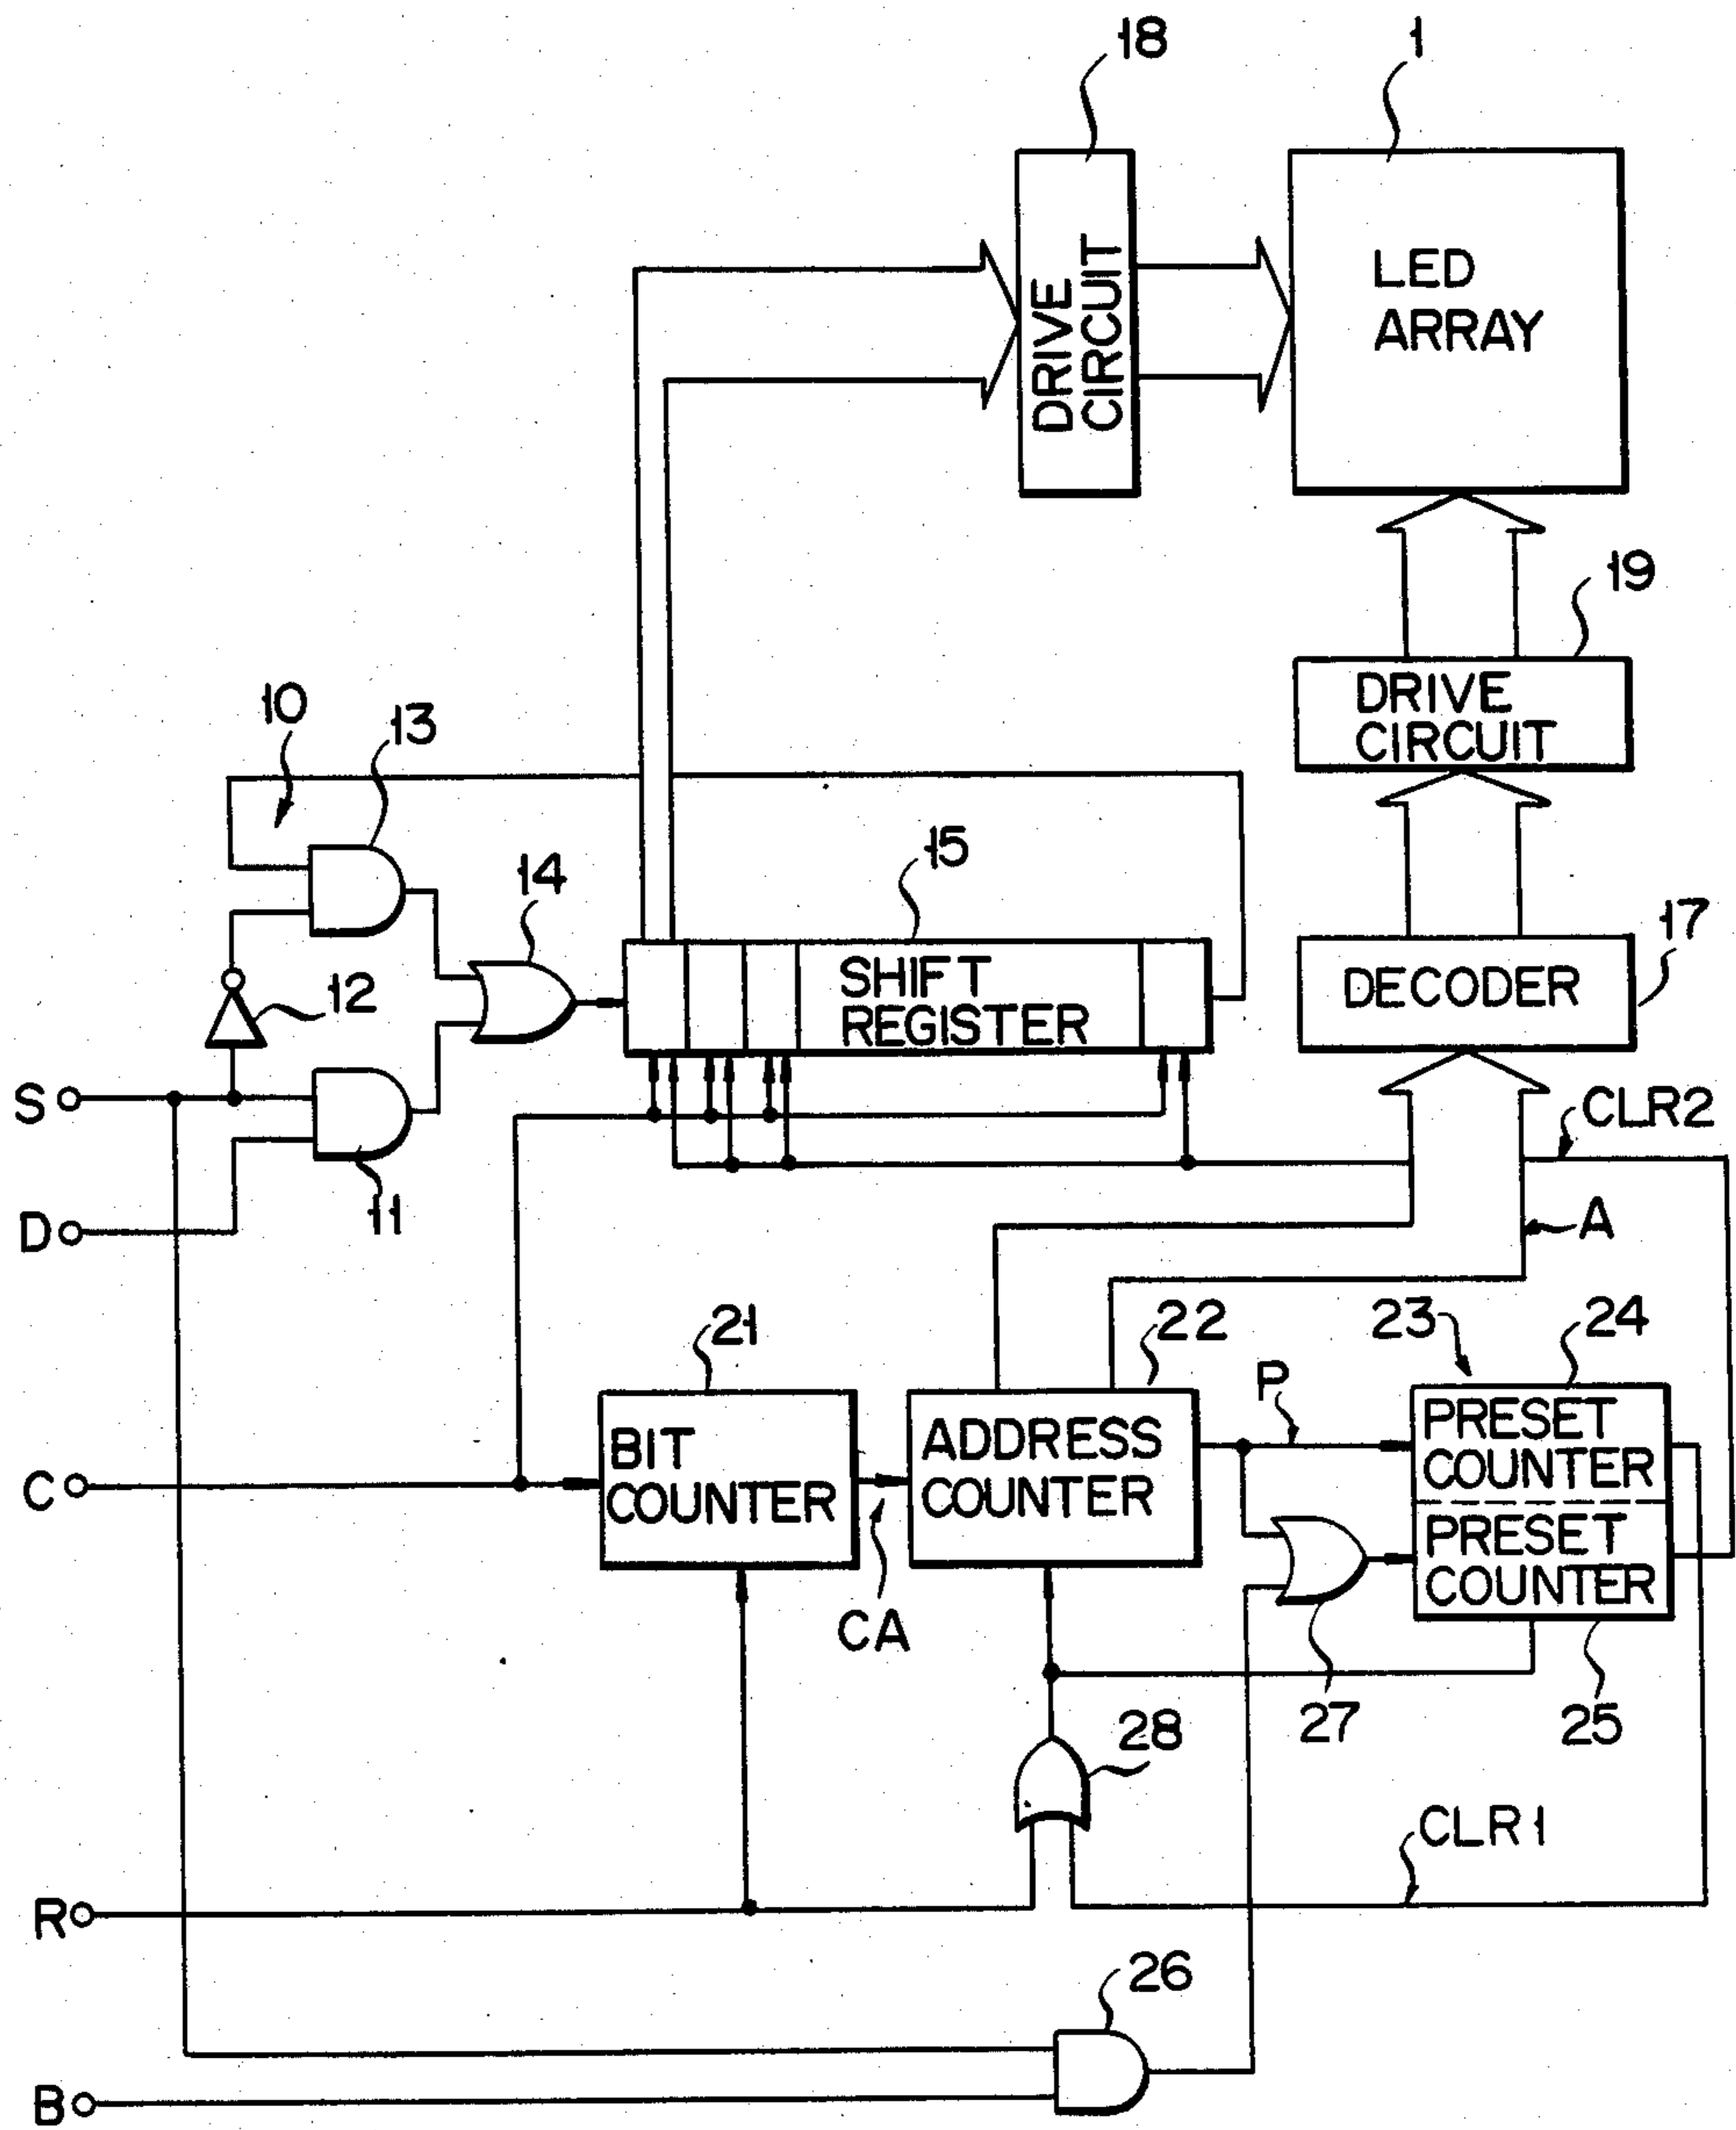 18
1
DRIVE
CIRCUIT
LED
ARRAY
19
DRIVE
CIRCUIT
10
13
14
15
17
SHIFT
REGISTER
DECODER
12
S
CLR2
11
D
A
21
22
23
24
P
BIT
COUNTER
ADDRESS
COUNTER
PRESET
COUNTER
C
CA
PRESET
COUNTER
27
25
28
CLR1
R
26
B